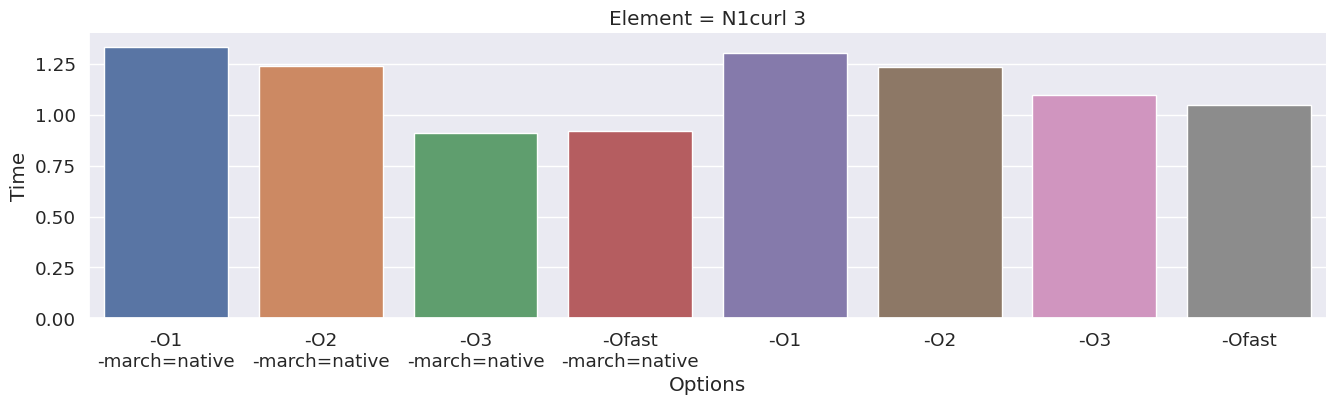 Element = N1curl 3
Time
1.25
1.00
0.75
0.50
0.25
0.00
-O1 -O2 -O3 -Ofast -O1 -O2 -O3 -Ofast
-march=native -march=native -march=native -march=native
Options